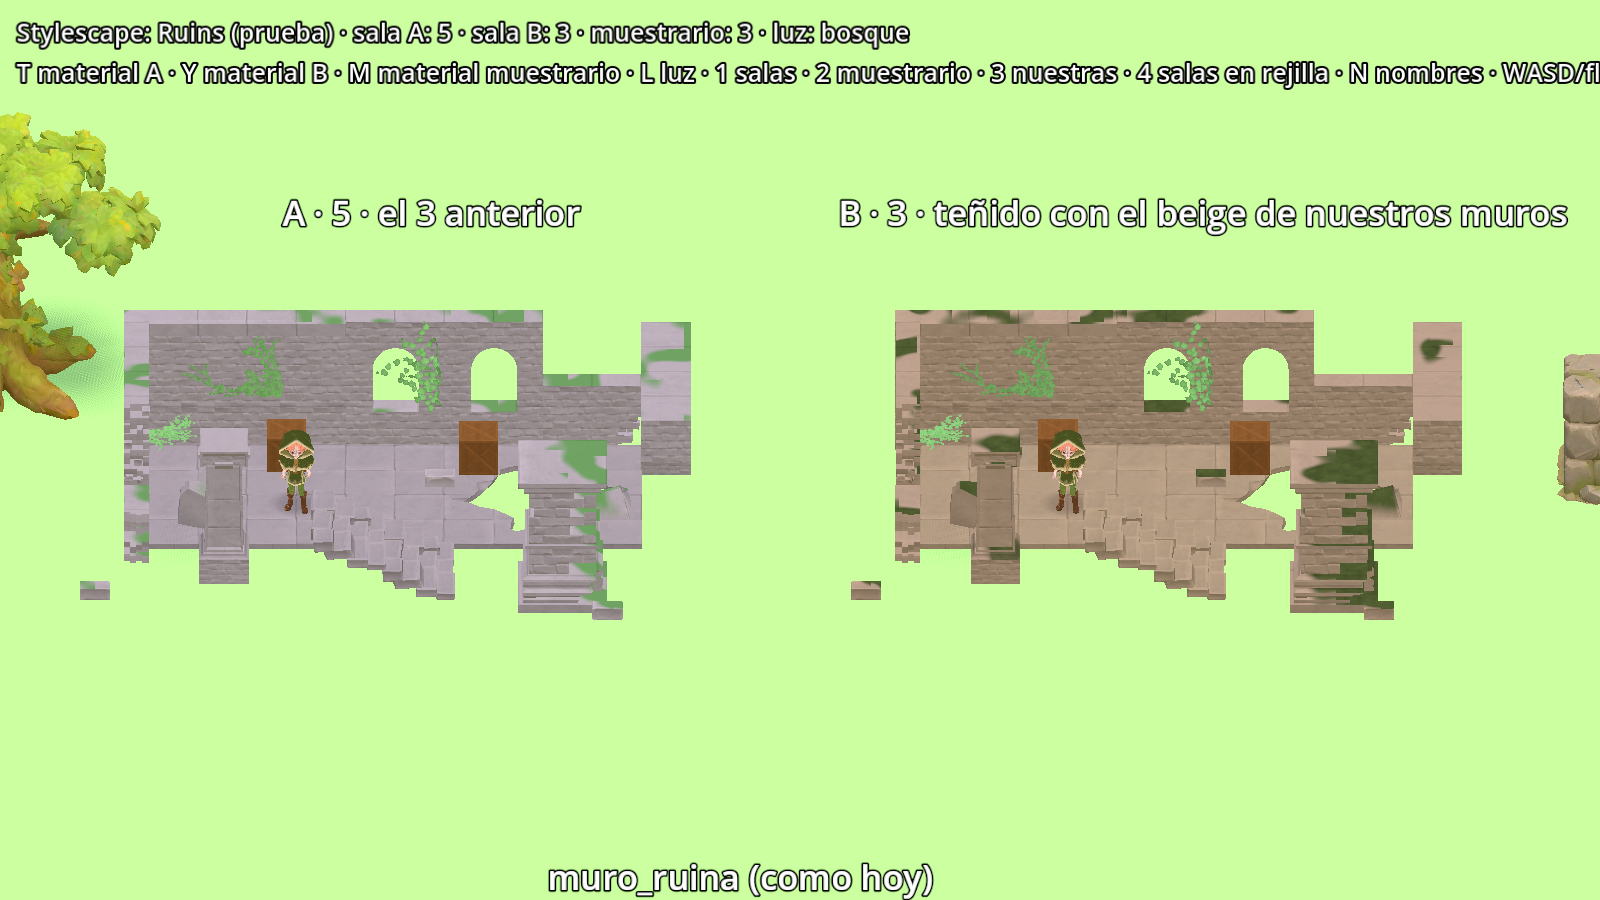 Stylescape: Ruins (prueba) · sala A: 5 · sala B: 3 · muestrario: 3 · luz: bosque
T material A · Y material B · M material muestrario · L luz · 1 salas · 2 muestrario · 3 nuestras · 4 salas en rejilla · N nombres · WASD/fl
A · 5 · el 3 anterior
B · 3 · teñido con el beige de nuestros muros
muro_ruina (como hoy)